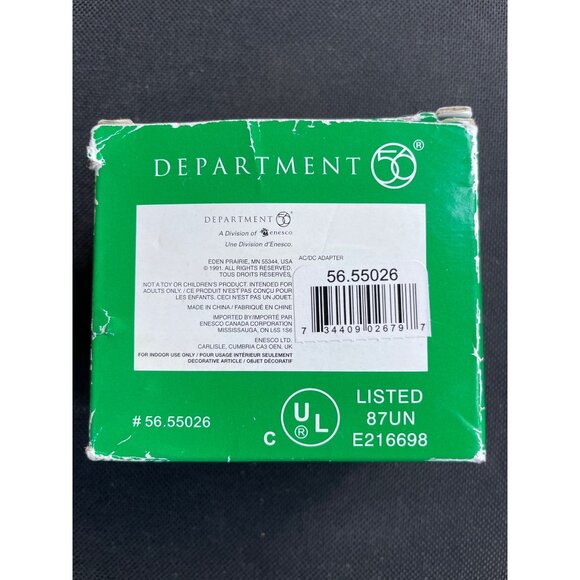 DEPARTMENT 56®
DEPARTMENT 56®
A Division of enesco
Une Division d'Enesco.
EDEN PRAIRIE, MN 55344, USA
© 1991. ALL RIGHTS RESERVED.
TOUS DROITS RÉSERVÉS,
NOT A TOY OR CHILDREN'S PRODUCT. INTENDED FOR
ADULTS ONLY. / CE PRODUIT N'EST PAS CONÇU POUR
LES ENFANTS. CECI N'EST PAS UN JOUET.
MADE IN CHINA / FABRIQUÉ EN CHINE
IMPORTED BY/IMPORTÉ PAR
ENESCO CANADA CORPORATION
MISSISSAUGA, ON L5S 1S6
ENESCO LTD.
CARLISLE, CUMBRIA CA3 OEN, UK
FOR INDOOR USE ONLY / POUR USAGE INTÉRIEUR SEULEMENT
DECORATIVE ARTICLE / OBJET DÉCORATIF
AC/DC ADAPTER
56.55026
7 34409 02679 7
# 56.55026
C UL ®
LISTED
87UN
E216698